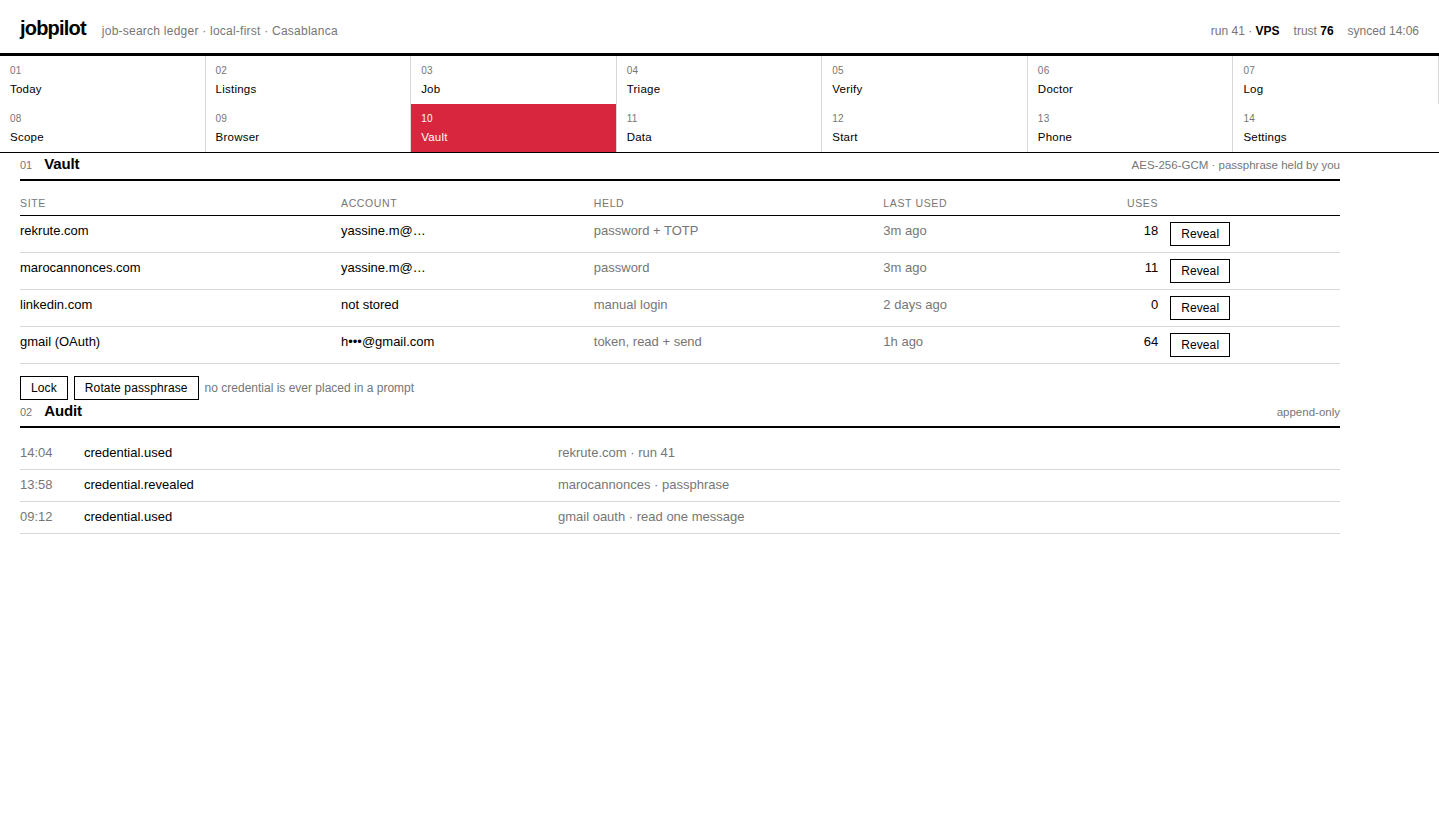 jobpilot job-search ledger · local-first · Casablanca run 41 · VPS trust 76 synced 14:06
01 02 03 04 05 06 07
Today Listings Job Triage Verify Doctor Log
08 09 10 11 12 13 14
Scope Browser Vault Data Start Phone Settings
01 Vault AES-256-GCM · passphrase held by you
SITE ACCOUNT HELD LAST USED USES
rekrute.com yassine.m@… password + TOTP 3m ago 18 Reveal
marocannonces.com yassine.m@… password 3m ago 11 Reveal
linkedin.com not stored manual login 2 days ago 0 Reveal
gmail (OAuth) h•••@gmail.com token, read + send 1h ago 64 Reveal
Lock Rotate passphrase no credential is ever placed in a prompt
02 Audit append-only
14:04 credential.used rekrute.com · run 41
13:58 credential.revealed marocannonces · passphrase
09:12 credential.used gmail oauth · read one message